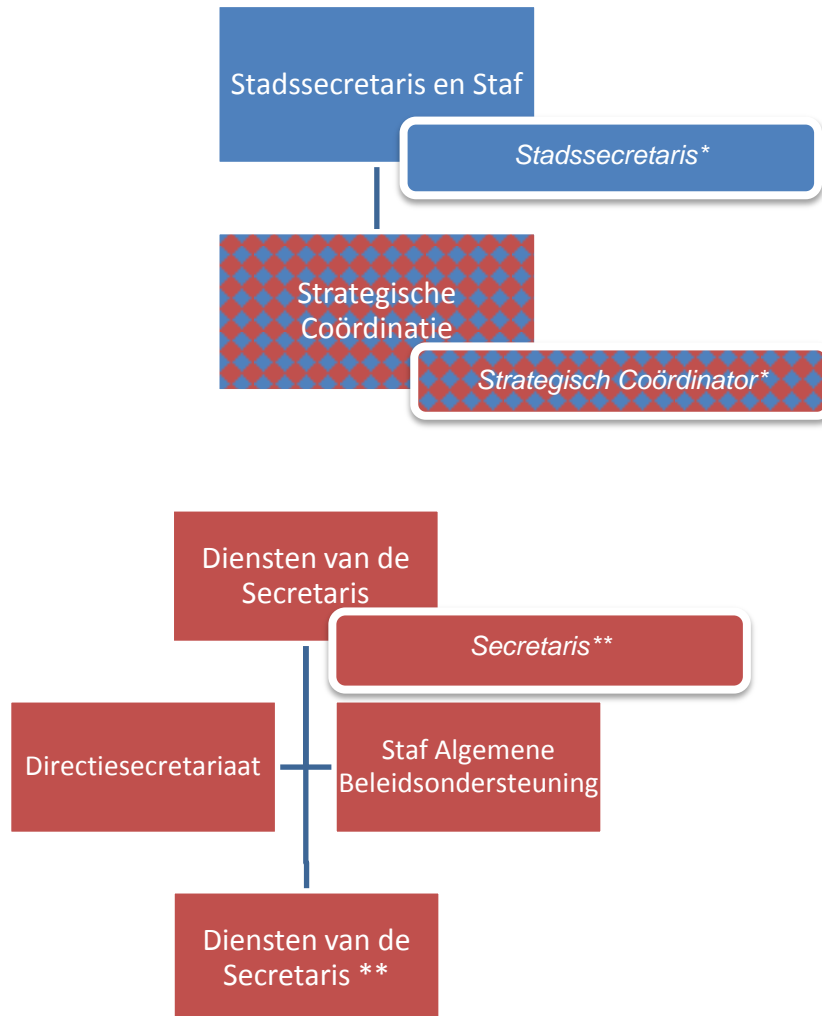 Stadssecretaris en Staf
Stadssecretaris*
Strategische
Coördinatie
Strategisch Coördinator*
Diensten van de
Secretaris
Secretaris**
Directiesecretariaat
Staf Algemene
Beleidsondersteuning
Diensten van de
Secretaris **